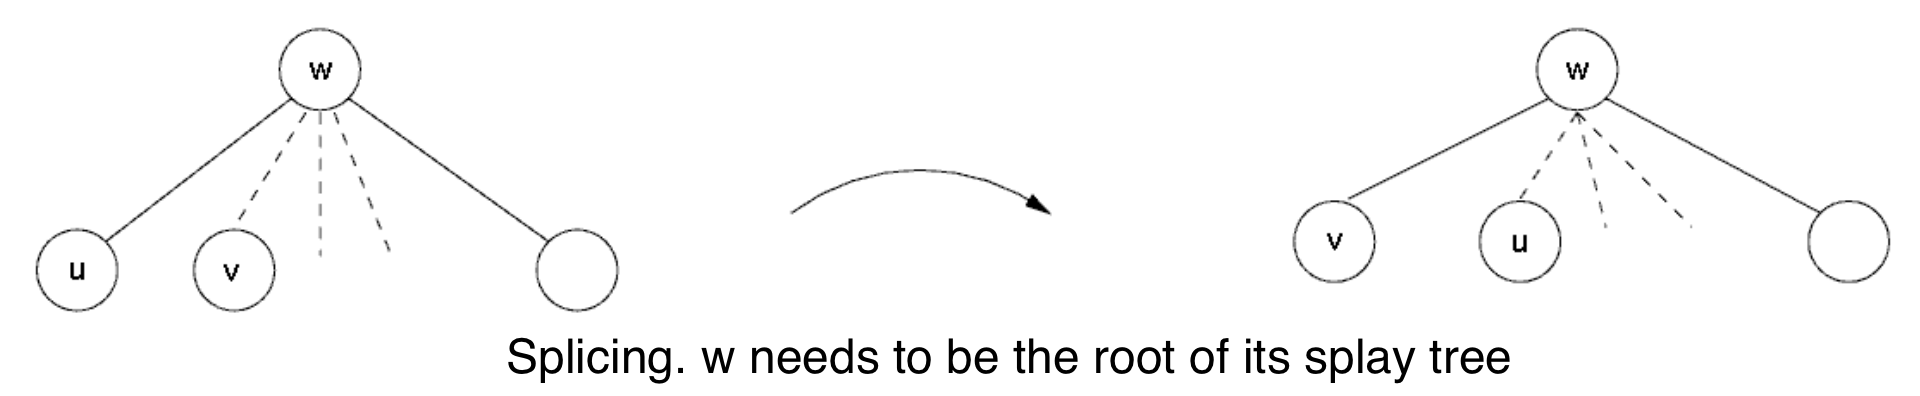 w w
v u
u v
Splicing. w needs to be the root of its splay tree